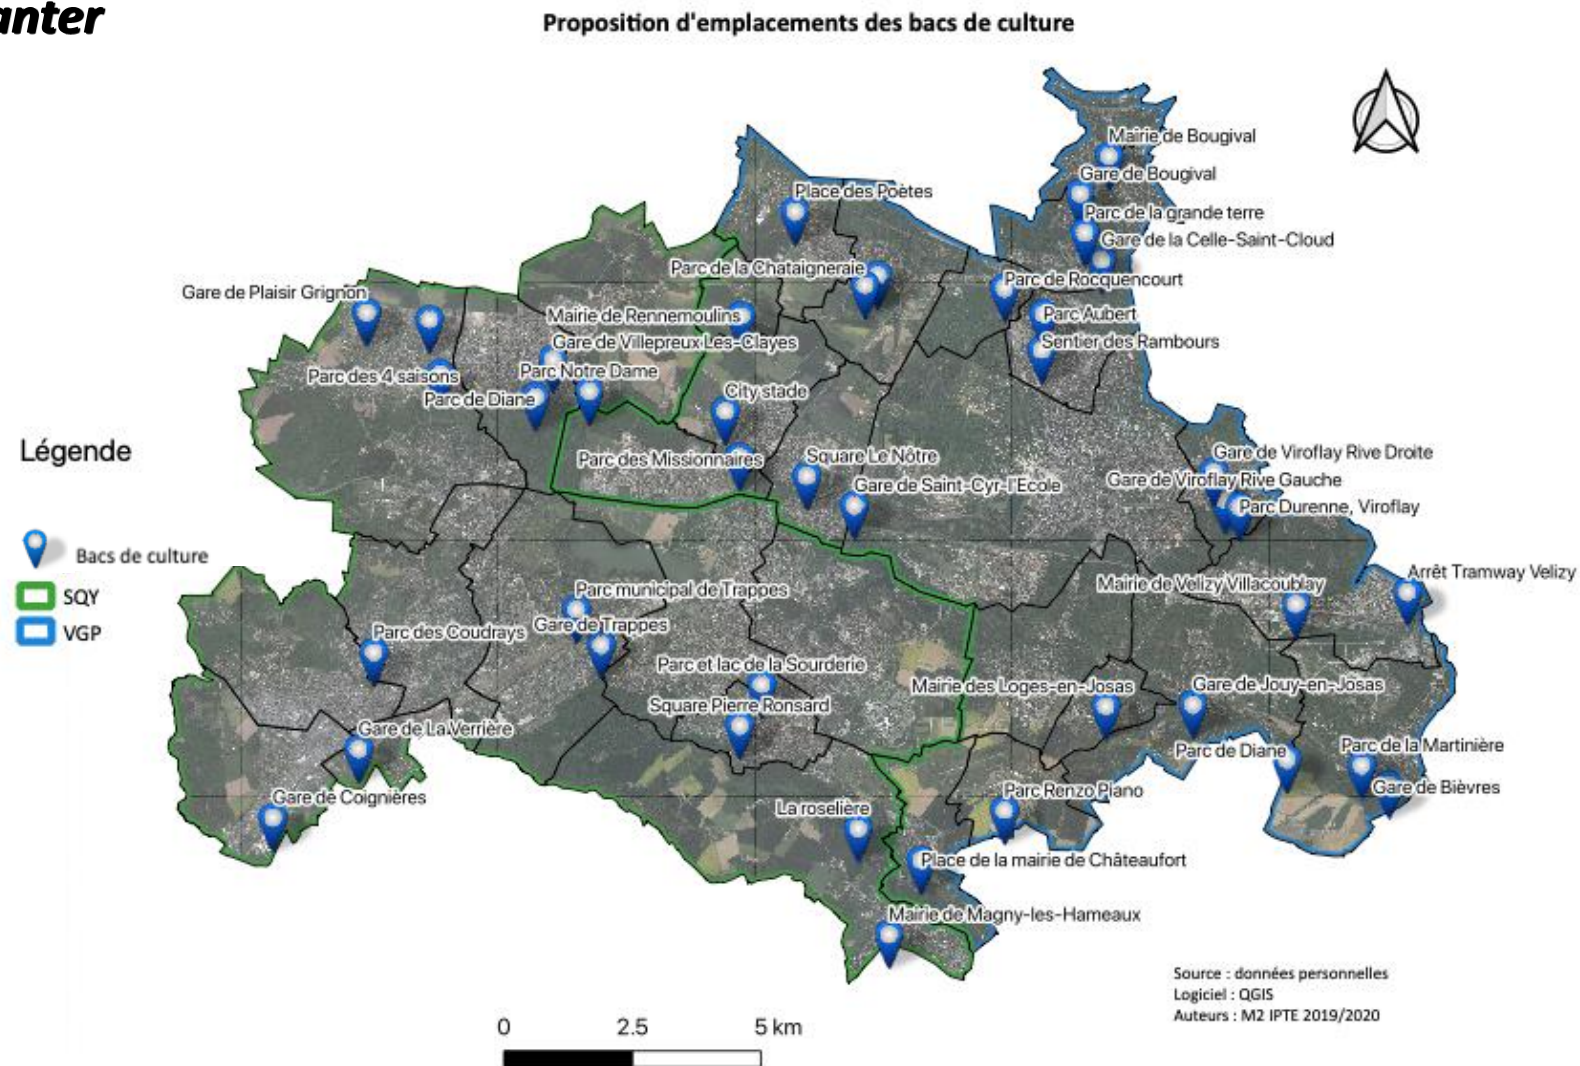 anter
Proposition d'emplacements des bacs de culture
Mairie de Bougival
Gare de Bougival
Place des Poètes
Parc de la grande terre
Gare de la Celle-Saint-Cloud
Parc de la Chataigneraie
Parc de Rocquencourt
Gare de Plaisir Grignon
Mairie de Rennemoulins
Parc Aubert
Gare de Villepreux Les-Clayes
Sentier des Rambours
Parc des 4 saisons
Parc Notre Dame
Parc de Diane
City stade
Légende
Parc des Missionnaires
Square Le Nôtre
Gare de Viroflay Rive Droite
Gare de Saint-Cyr-l'Ecole
Gare de Viroflay Rive Gauche
Parc Durenne, Viroflay
Bacs de culture
SQY
VGP
Arrêt Tramway Velizy
Parc municipal de Trappes
Mairie de Velizy Villacoublay
Parc des Coudrays
Gare de Trappes
Parc et lac de la Sourderie
Mairie des Loges-en-Josas
Gare de Jouy-en-Josas
Square Pierre Ronsard
Gare de La Verrière
Parc de Diane
Parc de la Martinière
Gare de Coignières
Parc Renzo Piano
Gare de Bièvres
La roselière
Place de la mairie de Châteaufort
Mairie de Magny-les-Hameaux
Source : données personnelles
Logiciel : QGIS
Auteurs : M2 IPTE 2019/2020
0 2.5 5 km